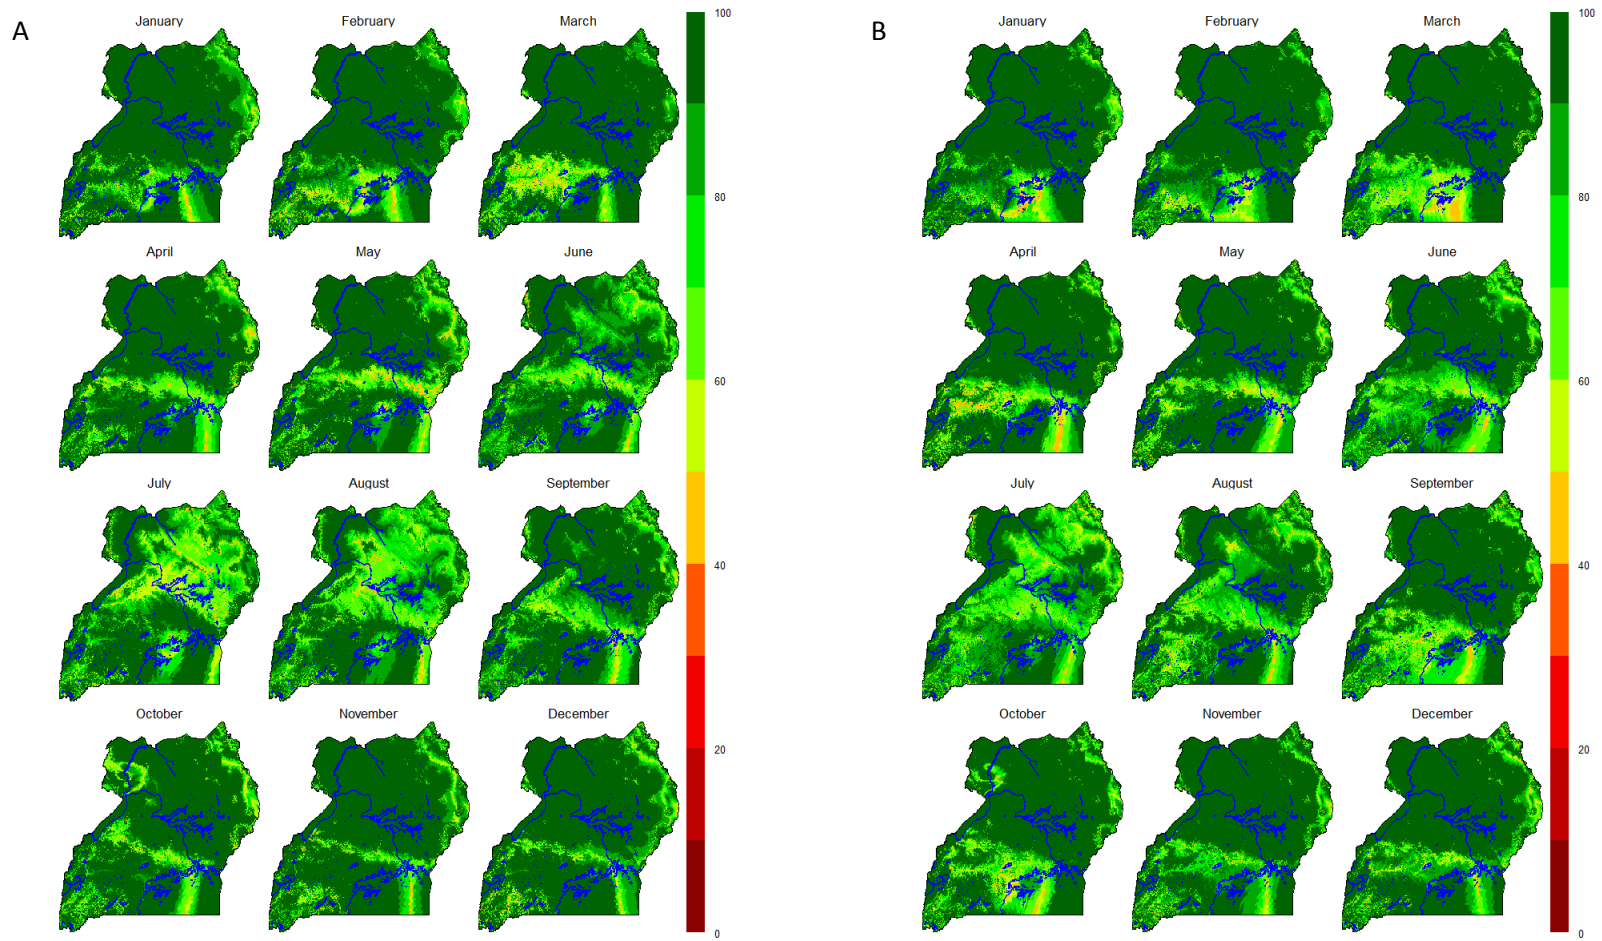 A
January February March
April May June
July August September
October November December
100
80
60
40
20
0
B
January February March
April May June
July August September
October November December
100
80
60
40
20
0